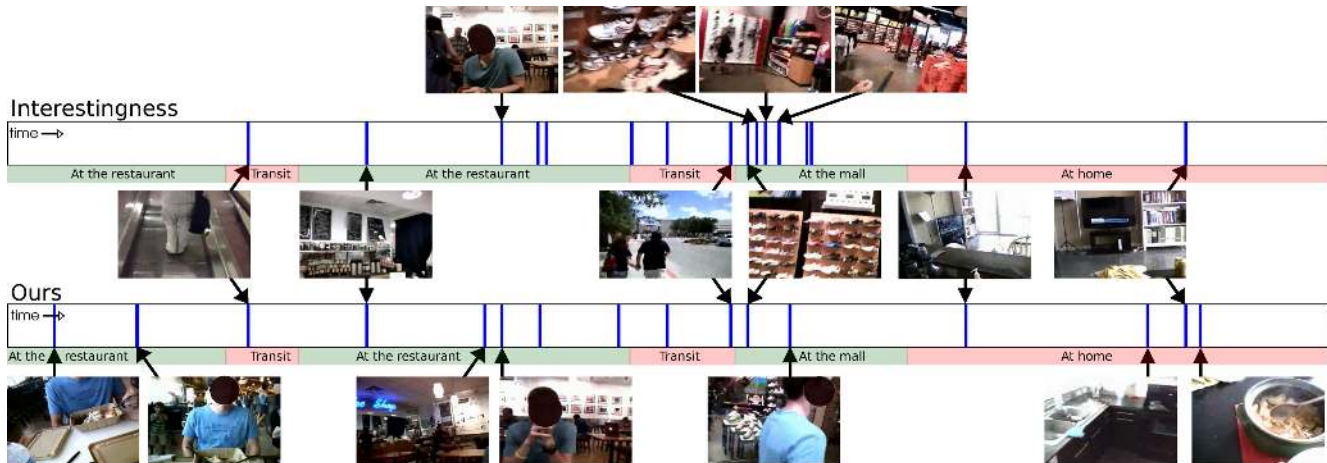 Interestingness
time
At the restaurant
Transit
At the restaurant
Transit
At the mall
At home
Ours
time
At the restaurant
Transit
At the restaurant
Transit
At the mall
At home
Shop